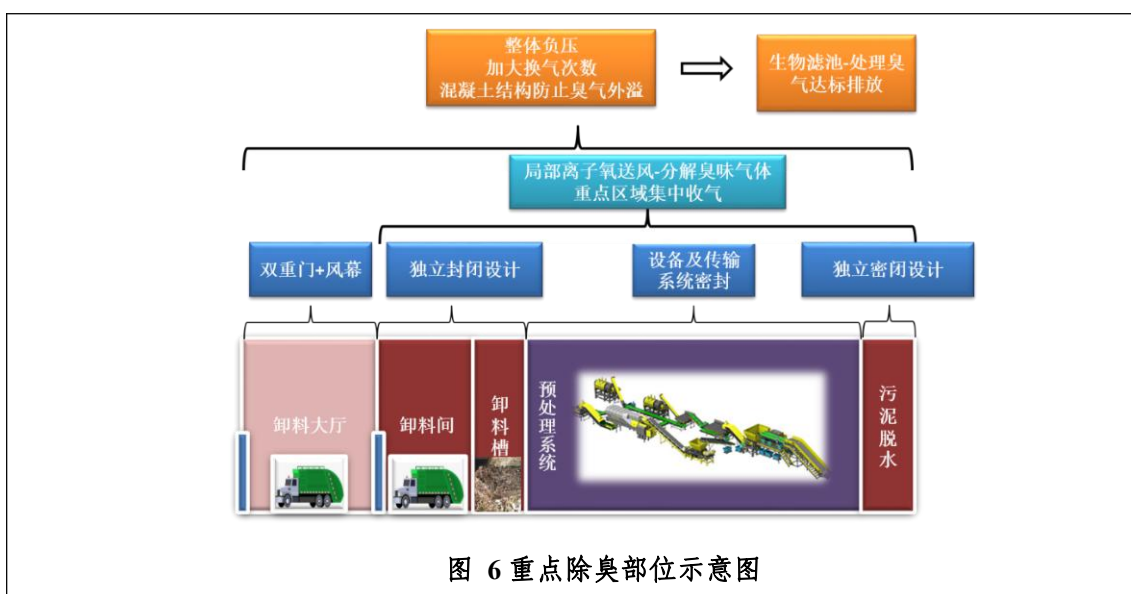 整体负压
加大换气次数
混凝土结构防止臭气外溢
生物滤池-处理臭
气达标排放
局部离子氧送风-分解臭味气体
重点区域集中收气
双重门+风幕
独立封闭设计
设备及传输
系统密封
独立密闭设计
卸料大厅
卸料间
卸料槽
预处理系统
污泥脱水
图 6 重点除臭部位示意图